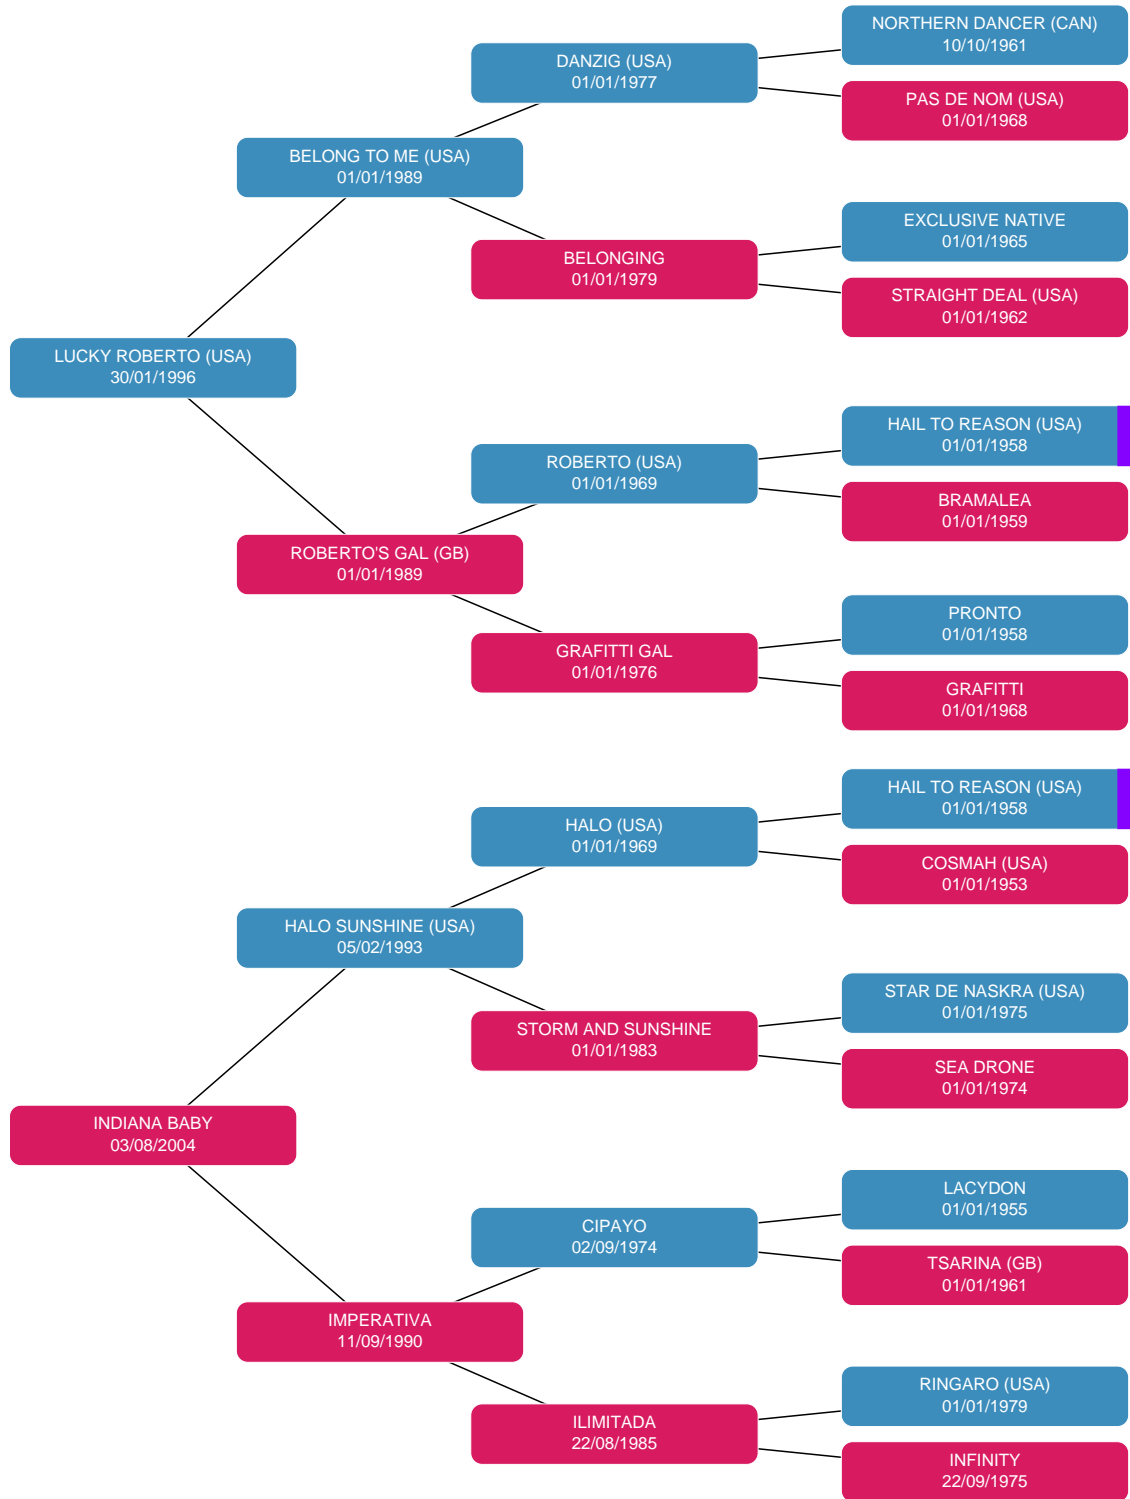 NORTHERN DANCER (CAN)
10/10/1961
DANZIG (USA)
01/01/1977
PAS DE NOM (USA)
01/01/1968
BELONG TO ME (USA)
01/01/1989
EXCLUSIVE NATIVE
01/01/1965
BELONGING
01/01/1979
STRAIGHT DEAL (USA)
01/01/1962
LUCKY ROBERTO (USA)
30/01/1996
HAIL TO REASON (USA)
01/01/1958
ROBERTO (USA)
01/01/1969
BRAMALEA
01/01/1959
ROBERTO'S GAL (GB)
01/01/1989
PRONTO
01/01/1958
GRAFITTI GAL
01/01/1976
GRAFITTI
01/01/1968
HAIL TO REASON (USA)
01/01/1958
HALO (USA)
01/01/1969
COSMAH (USA)
01/01/1953
HALO SUNSHINE (USA)
05/02/1993
STAR DE NASKRA (USA)
01/01/1975
STORM AND SUNSHINE
01/01/1983
SEA DRONE
01/01/1974
INDIANA BABY
03/08/2004
LACYDON
01/01/1955
CIPAYO
02/09/1974
TSARINA (GB)
01/01/1961
IMPERATIVA
11/09/1990
RINGARO (USA)
01/01/1979
ILIMITADA
22/08/1985
INFINITY
22/09/1975